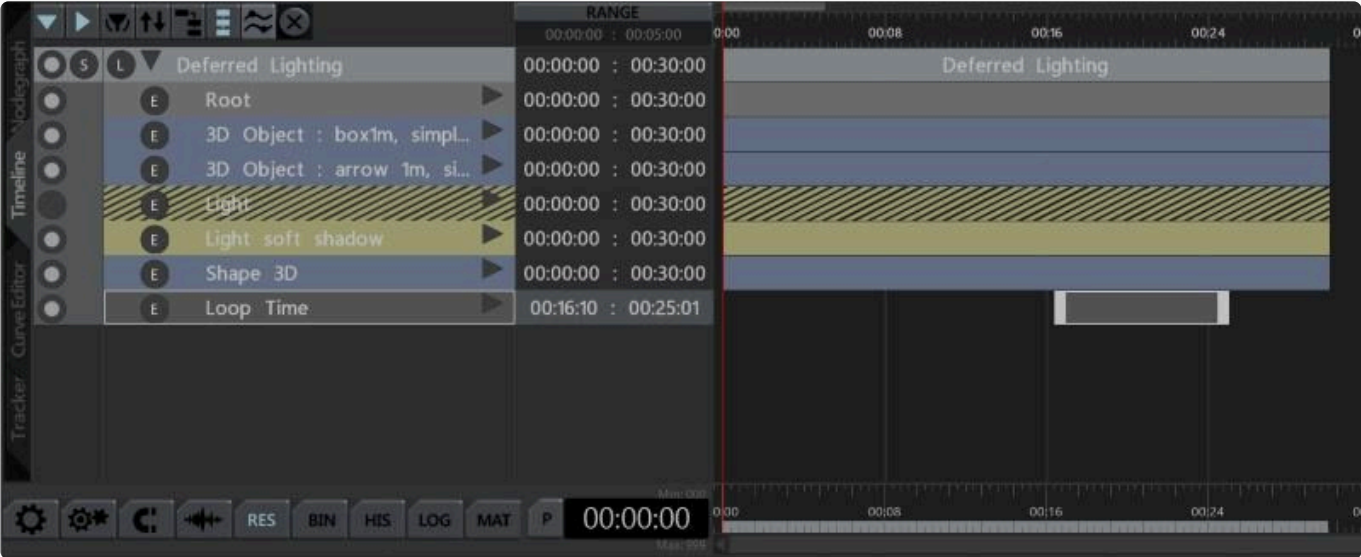 RANGE
00:00:00 : 00:05:00
0:00 00:08 00:16 00:24
S L Deferred Lighting 00:00:00 : 00:30:00 Deferred Lighting
E Root 00:00:00 : 00:30:00
E 3D Object : box1m, simpl... 00:00:00 : 00:30:00
E 3D Object : arrow 1m, si... 00:00:00 : 00:30:00
E Light 00:00:00 : 00:30:00
E Light soft shadow 00:00:00 : 00:30:00
E Shape 3D 00:00:00 : 00:30:00
E Loop Time 00:16:10 : 00:25:01
Nodegraph
Timeline
Curve Editor
Tracker
RES BIN HIS LOG MAT P 00:00:00 0:00 00:08 00:16 00:24